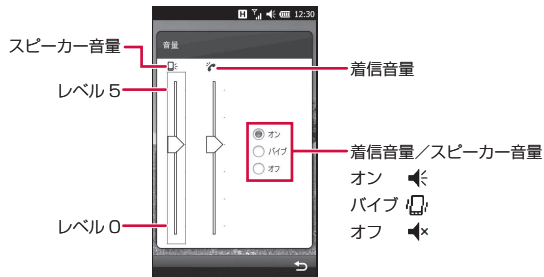 12:30
スピーカー音量
音量
着信音量
レベル5
オン
バイブ
オフ
着信音量／スピーカー音量
オン
バイブ
オフ
レベル0